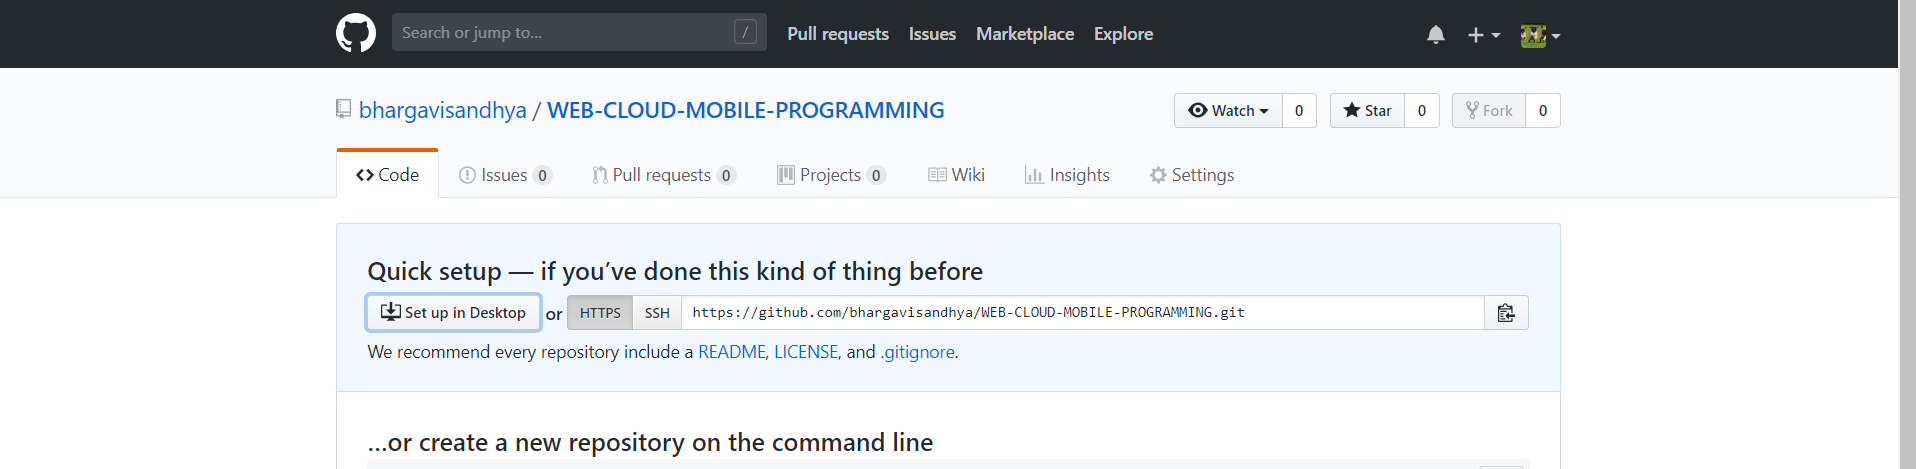 Search or jump to... / Pull requests Issues Marketplace Explore
bhargavisandhya / WEB-CLOUD-MOBILE-PROGRAMMING Watch 0 Star 0 Fork 0
Code Issues 0 Pull requests 0 Projects 0 Wiki Insights Settings
Quick setup — if you’ve done this kind of thing before
Set up in Desktop or HTTPS SSH https://github.com/bhargavisandhya/WEB-CLOUD-MOBILE-PROGRAMMING.git
We recommend every repository include a README, LICENSE, and .gitignore.
…or create a new repository on the command line